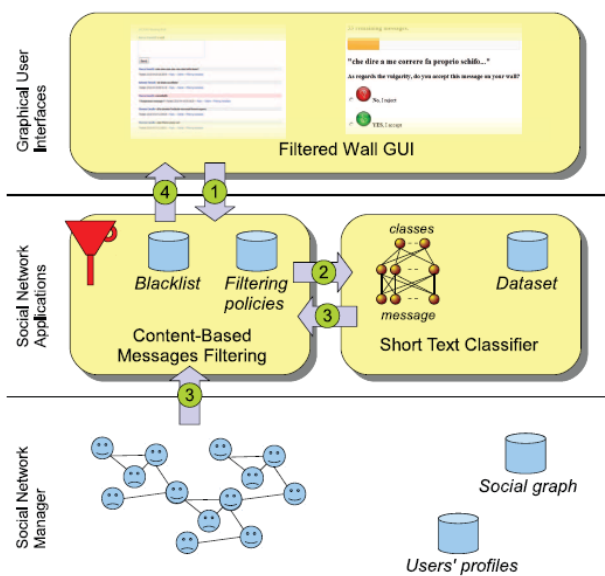 Graphical User
Interfaces
"che dire a me correre fa proprio schifo..."
As regards the vulgarity, do you accept this message on your wall?
No, I reject
YES, I accept
Filtered Wall GUI
4
1
Social Network
Applications
Blacklist
Filtering
policies
Content-Based
Messages Filtering
2
3
classes
message
Dataset
Short Text Classifier
3
Social Network
Manager
Social graph
Users' profiles